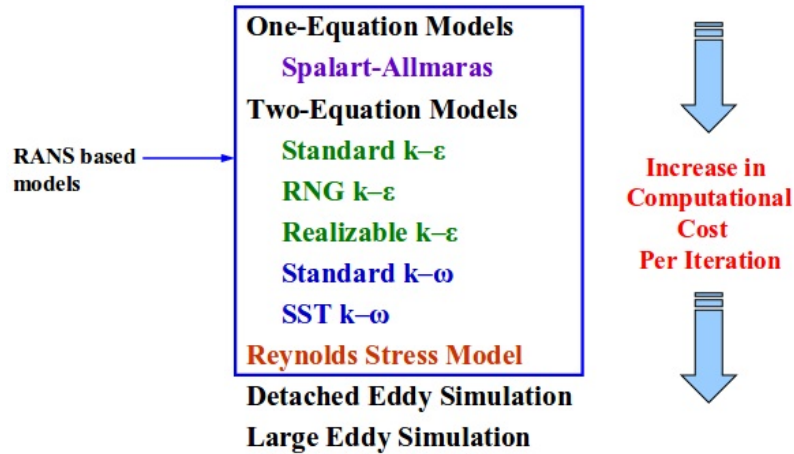 One-Equation Models
Spalart-Allmaras
Two-Equation Models
Standard k–ε
RNG k–ε
Realizable k–ε
Standard k–ω
SST k–ω
Reynolds Stress Model
Detached Eddy Simulation
Large Eddy Simulation
RANS based
models
Increase in
Computational
Cost
Per Iteration